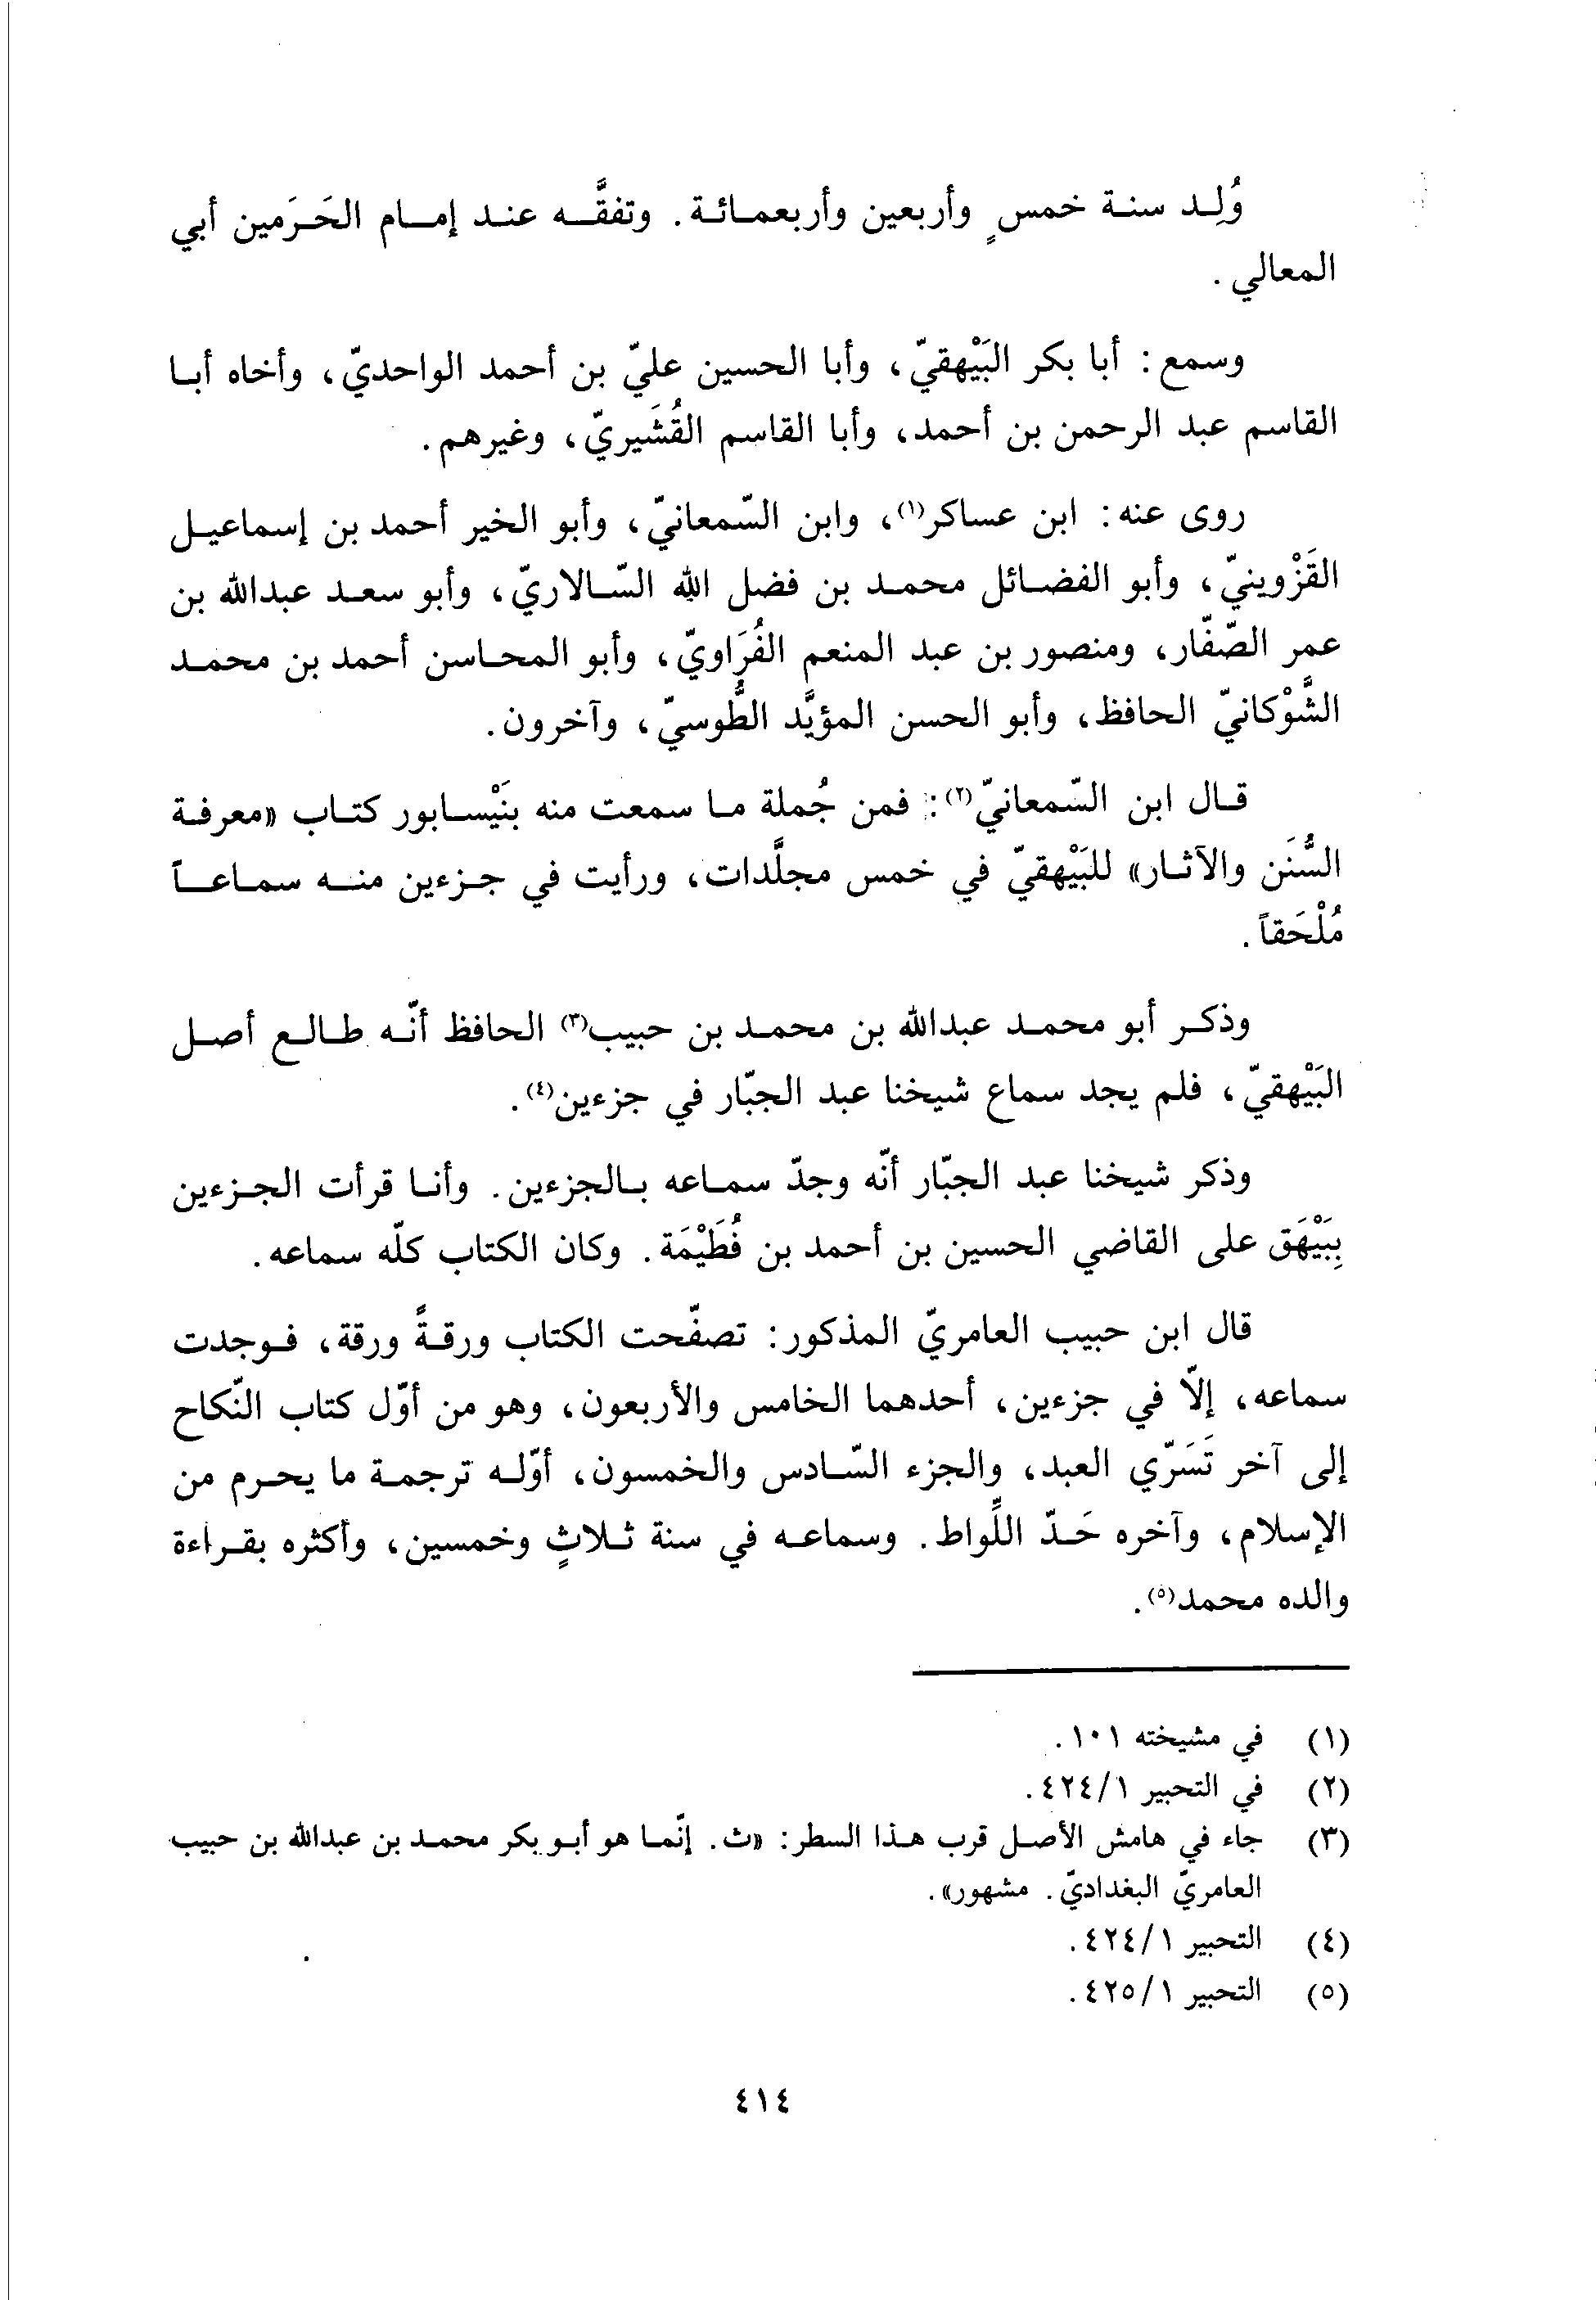 وُلِد سنة خمسٍ وأربعين وأربعمائة. وتفقَّه عند إمام الحَرَمين أبي
المعالي.
وسمع: أبا بكر البَيْهقيّ، وأبا الحسين عليّ بن أحمد الواحديّ، وأخاه أبا
القاسم عبد الرحمن بن أحمد، وأبا القاسم القُشَيريّ، وغيرهم.
روى عنه: ابن عساكر(١)، وابن السّمعانيّ، وأبو الخير أحمد بن إسماعيل
القَزْوينيّ، وأبو الفضائل محمد بن فضل الله السّالاريّ، وأبو سعد عبدالله بن
عمر الصّفّار، ومنصور بن عبد المنعم الفُرَاويّ، وأبو المحاسن أحمد بن محمد
الشَّوْكانيّ الحافظ، وأبو الحسن المؤيَّد الطُّوسيّ، وآخرون.
قال ابن السّمعانيّ(٢): فمن جُملة ما سمعت منه بنَيْسابور كتاب «معرفة
السُّنَن والآثار» للبَيْهقيّ في خمس مجلَّدات، ورأيت في جزءين منه سماعاً
مُلْحَقاً.
وذكر أبو محمد عبدالله بن محمد بن حبيب(٣) الحافظ أنّه طالع أصل
البَيْهقيّ، فلم يجد سماع شيخنا عبد الجبّار في جزءين(٤).
وذكر شيخنا عبد الجبّار أنّه وجدّ سماعه بالجزءين. وأنا قرأت الجزءين
بِبَيْهَق على القاضي الحسين بن أحمد بن فُطَيْمَة. وكان الكتاب كلّه سماعه.
قال ابن حبيب العامريّ المذكور: تصفّحت الكتاب ورقةً ورقة، فوجدت
سماعه، إلّا في جزءين، أحدهما الخامس والأربعون، وهو من أوّل كتاب النّكاح
إلى آخر تَسَرّي العبد، والجزء السّادس والخمسون، أوّله ترجمة ما يحرم من
الإسلام، وآخره حَدّ اللِّواط. وسماعه في سنة ثلاثٍ وخمسين، وأكثره بقراءة
والده محمد(٥).
(١) في مشيخته ١٠١.
(٢) في التحبير ٤٢٤/١.
(٣) جاء في هامش الأصل قرب هذا السطر: «ث. إنّما هو أبو بكر محمد بن عبدالله بن حبيب
العامريّ البغداديّ. مشهور».
(٤) التحبير ٤٢٤/١.
(٥) التحبير ٤٢٥/١.
٤١٤